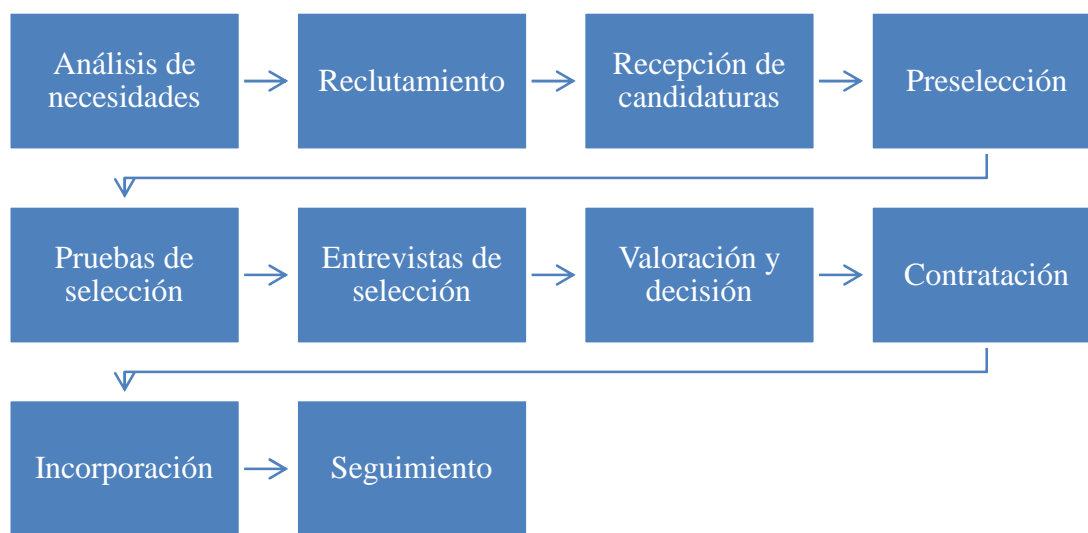 Análisis de
necesidades
Reclutamiento
Recepción de
candidaturas
Preselección
Pruebas de
selección
Entrevistas de
selección
Valoración y
decisión
Contratación
Incorporación
Seguimiento